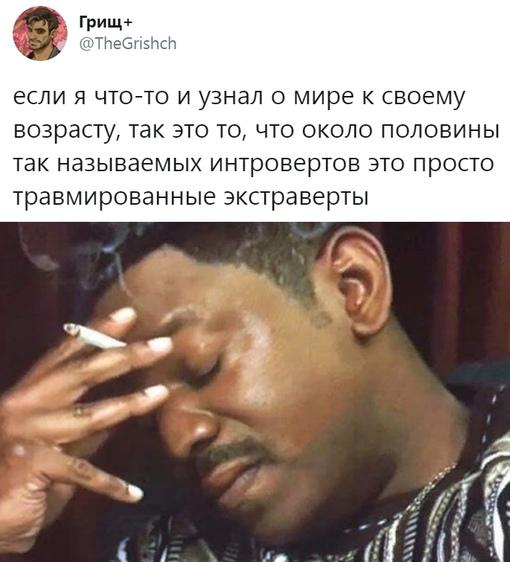 Грищ+
@TheGrishch
если я что-то и узнал о мире к своему
возрасту, так это то, что около половины
так называемых интровертов это просто
травмированные экстраверты